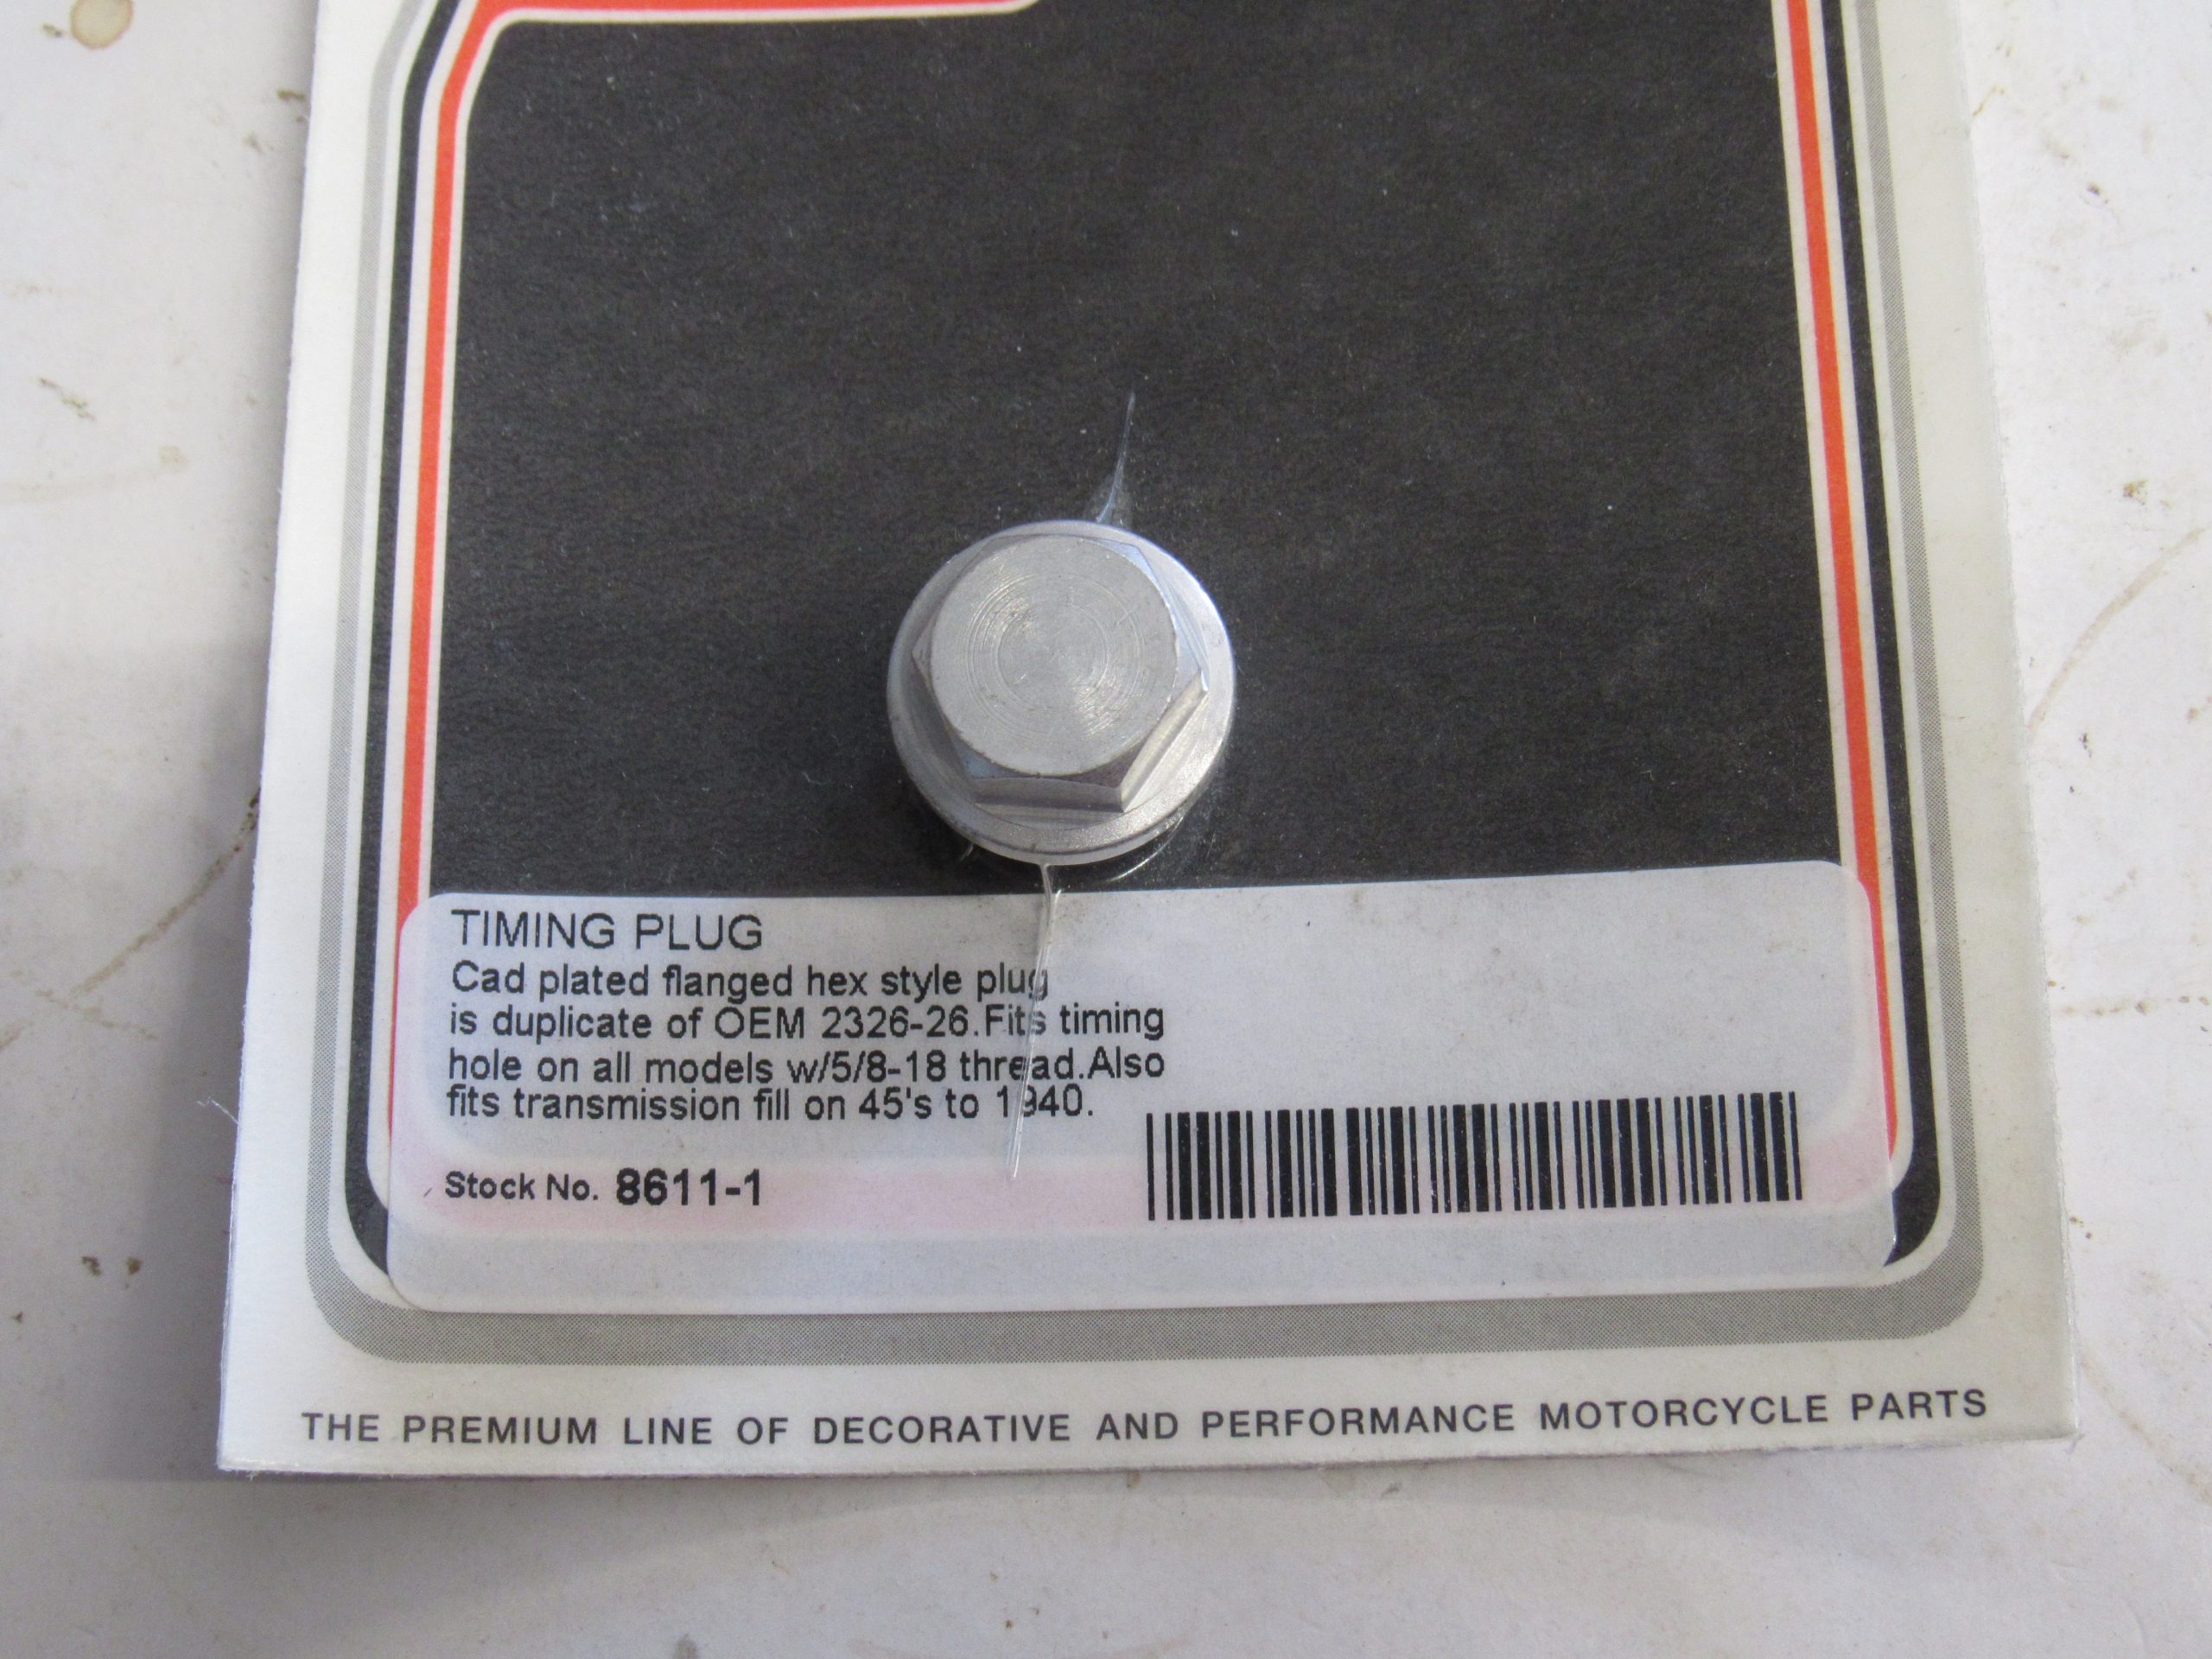 TIMING PLUG
Cad plated flanged hex style plug
is duplicate of OEM 2326-26.Fits timing
hole on all models w/5/8-18 thread.Also
fits transmission fill on 45's to 1940.
Stock No. 8611-1
THE PREMIUM LINE OF DECORATIVE AND PERFORMANCE MOTORCYCLE PARTS